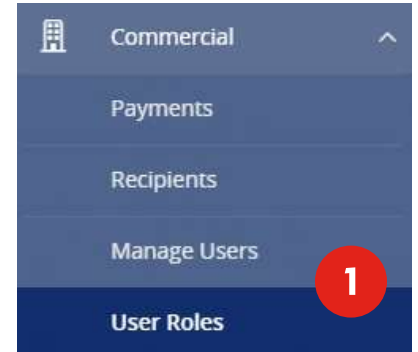 Commercial
Payments
Recipients
Manage Users
1
User Roles